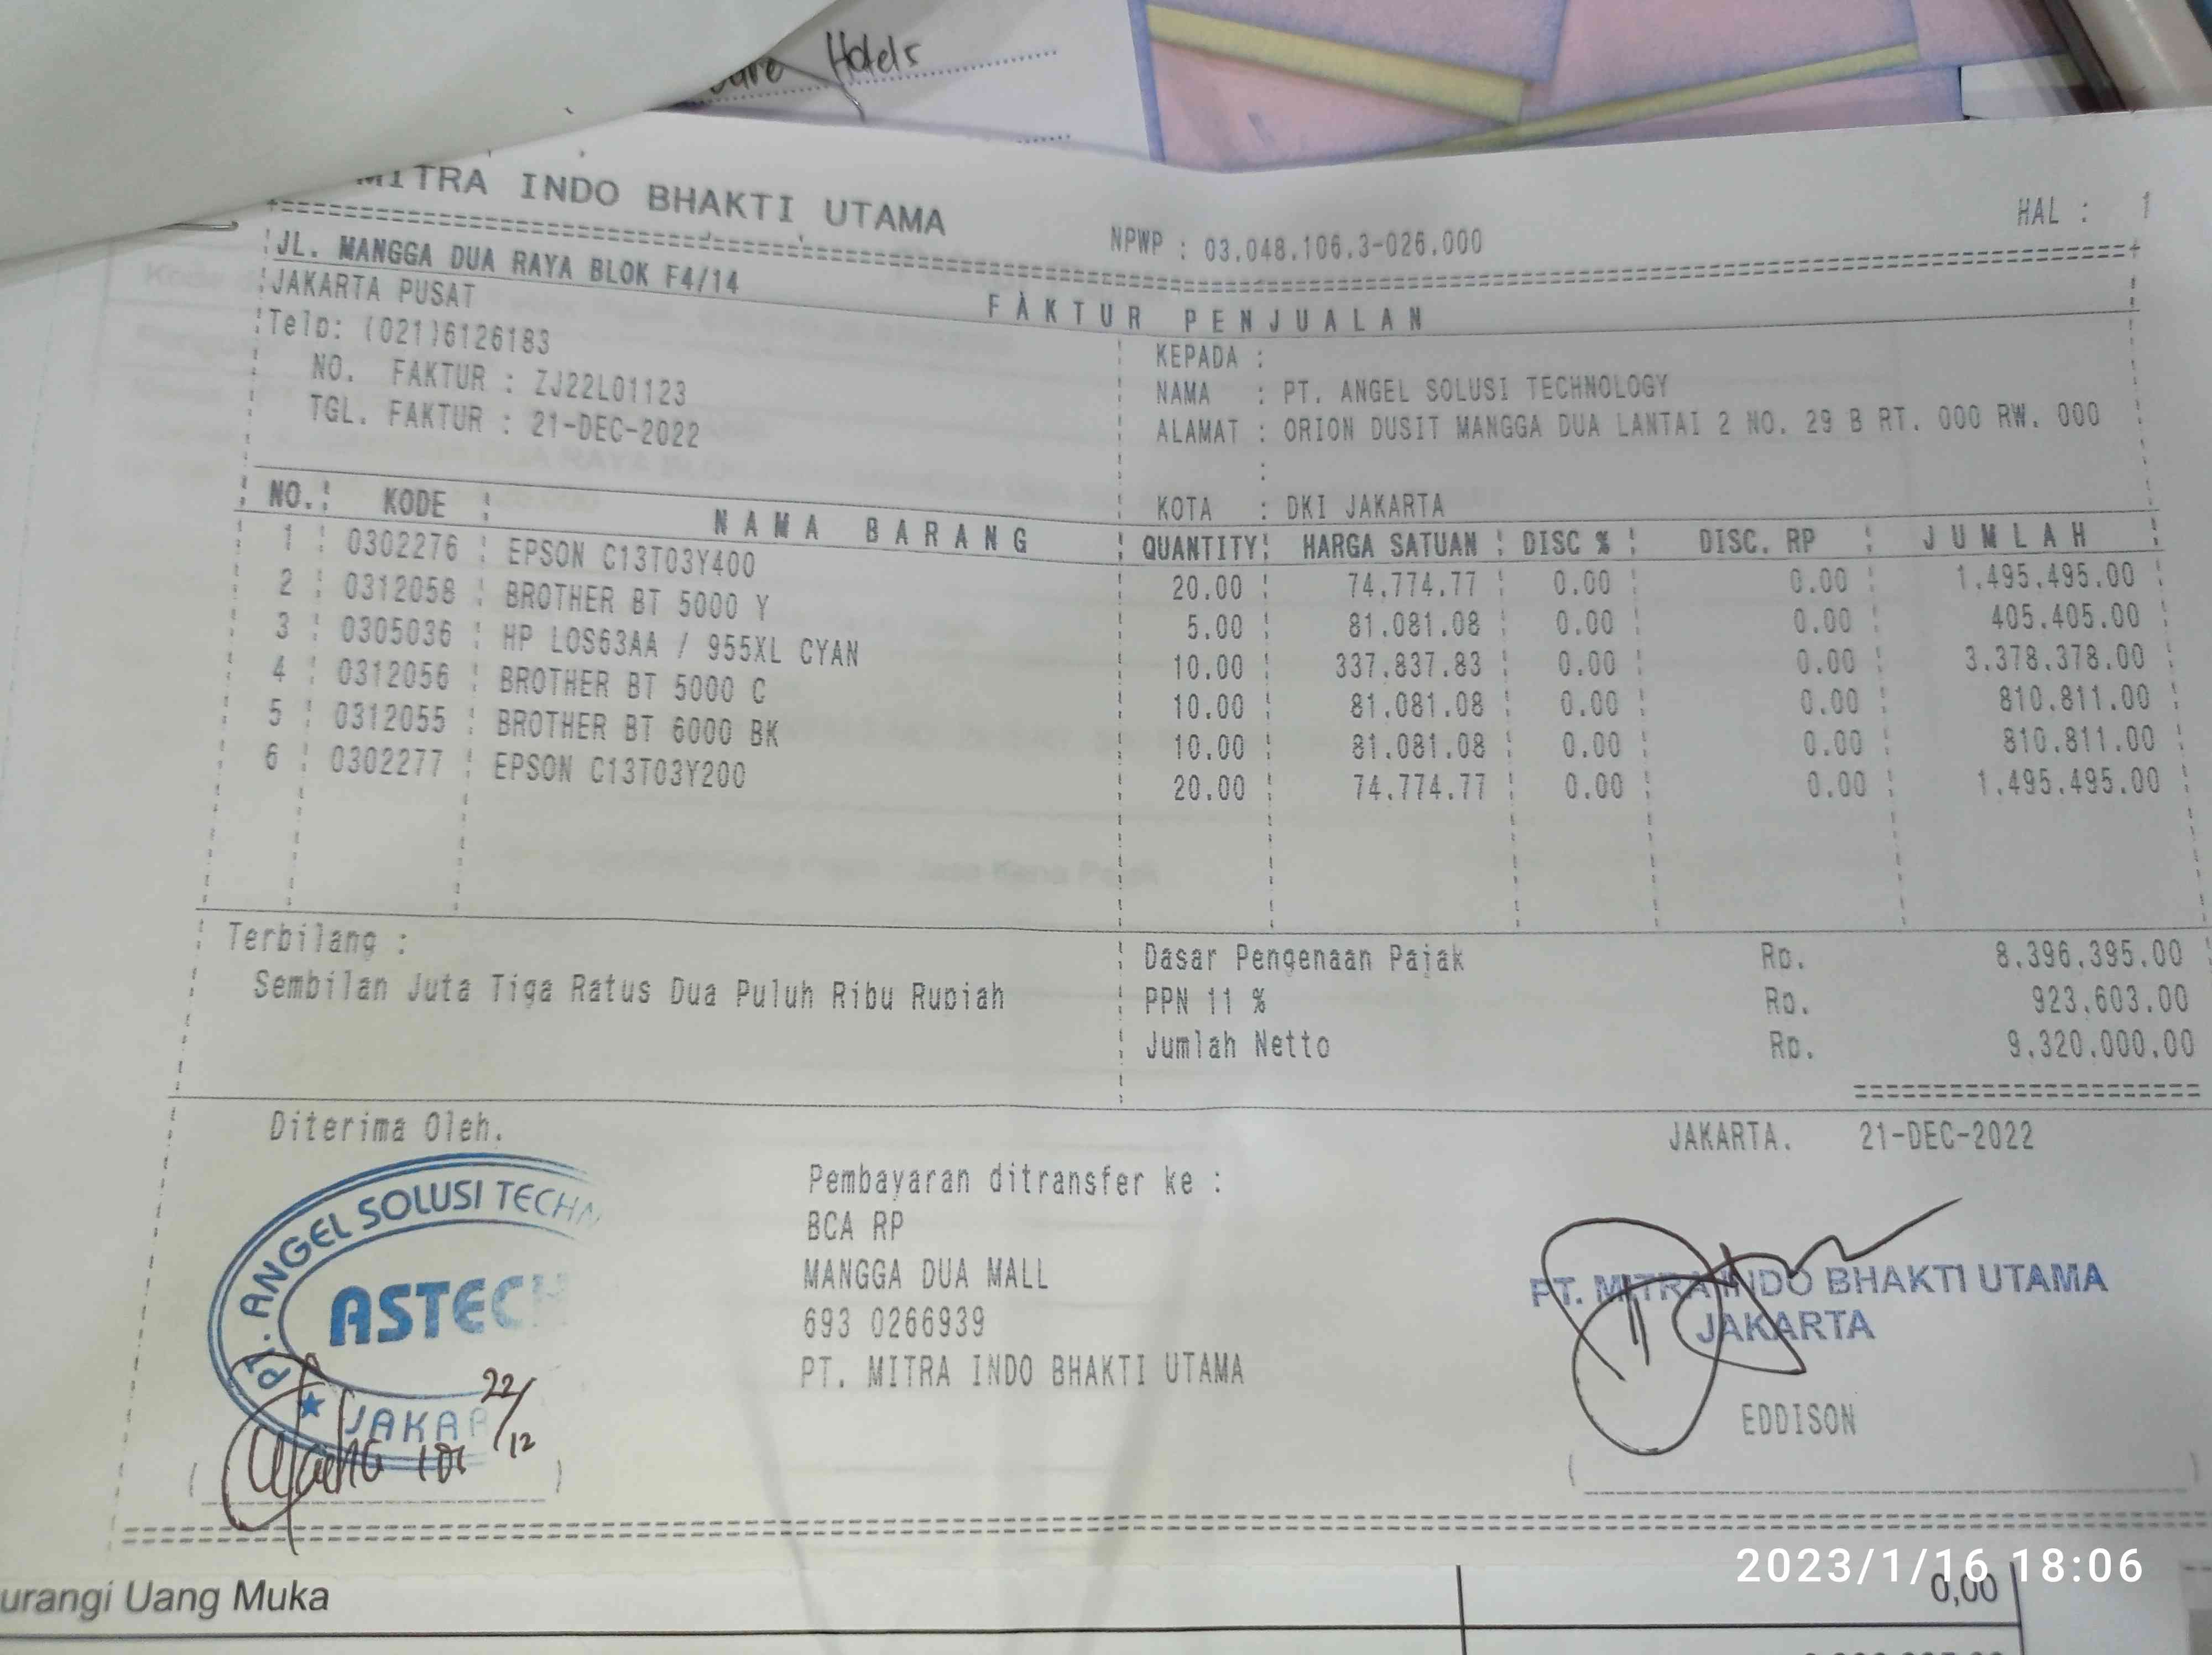 Hotels
MITRA INDO BHAKTI UTAMA
NPWP : 03.048.106.3-026.000
HAL : 1
JL. MANGGA DUA RAYA BLOK F4/14
JAKARTA PUSAT
Telp: (021)6126183
FAKTUR PENJUALAN
NO. FAKTUR : ZJ22L01123
TGL. FAKTUR : 21-DEC-2022
KEPADA :
NAMA : PT. ANGEL SOLUSI TECHNOLOGY
ALAMAT : ORION DUSIT MANGGA DUA LANTAI 2 NO. 29 B RT. 000 RW. 000
:
KOTA : DKI JAKARTA
NO. KODE NAMA BARANG QUANTITY HARGA SATUAN DISC % DISC. RP JUMLAH
1 0302276 EPSON C13T03Y400 20.00 74.774.77 0.00 0.00 1.495.495.00
2 0312058 BROTHER BT 5000 Y 5.00 81.081.08 0.00 0.00 405.405.00
3 0305036 HP LOS63AA / 955XL CYAN 10.00 337.837.83 0.00 0.00 3.378.378.00
4 0312056 BROTHER BT 5000 C 10.00 81.081.08 0.00 0.00 810.811.00
5 0312055 BROTHER BT 6000 BK 10.00 81.081.08 0.00 0.00 810.811.00
6 0302277 EPSON C13T03Y200 20.00 74.774.77 0.00 0.00 1.495.495.00
Terbilang :
Sembilan Juta Tiga Ratus Dua Puluh Ribu Rupiah
Dasar Pengenaan Pajak Rp. 8.396.395.00
PPN 11 % Rp. 923.603.00
Jumlah Netto Rp. 9.320.000.00
Diterima Oleh.
JAKARTA. 21-DEC-2022
PT. ANGEL SOLUSI TECHN
ASTECH
JAKAR
22/12
Pembayaran ditransfer ke :
BCA RP
MANGGA DUA MALL
693 0266939
PT. MITRA INDO BHAKTI UTAMA
PT. MITRA INDO BHAKTI UTAMA
JAKARTA
EDDISON
2023/1/16 18:06
urangi Uang Muka
0,00